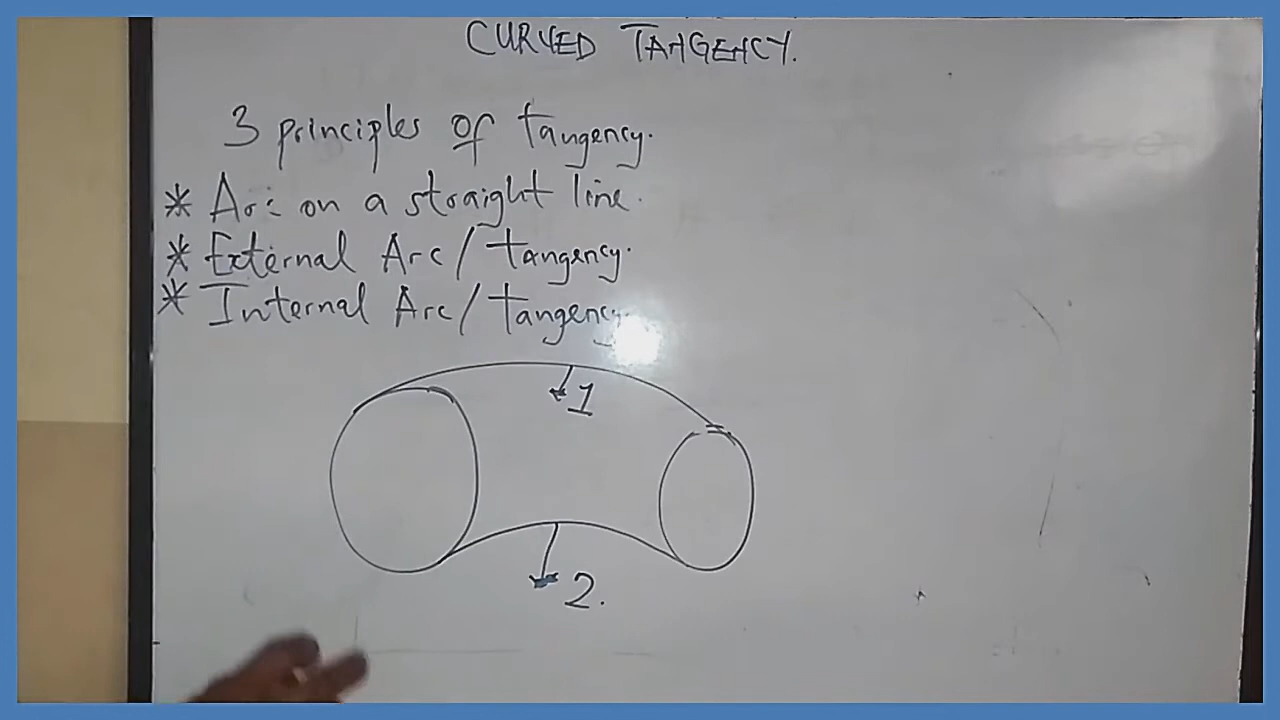 CURVED TANGENCY.
3 principles of tangency.
* Arc on a straight line.
* External Arc/tangency.
* Internal Arc/tangency.
1
2.